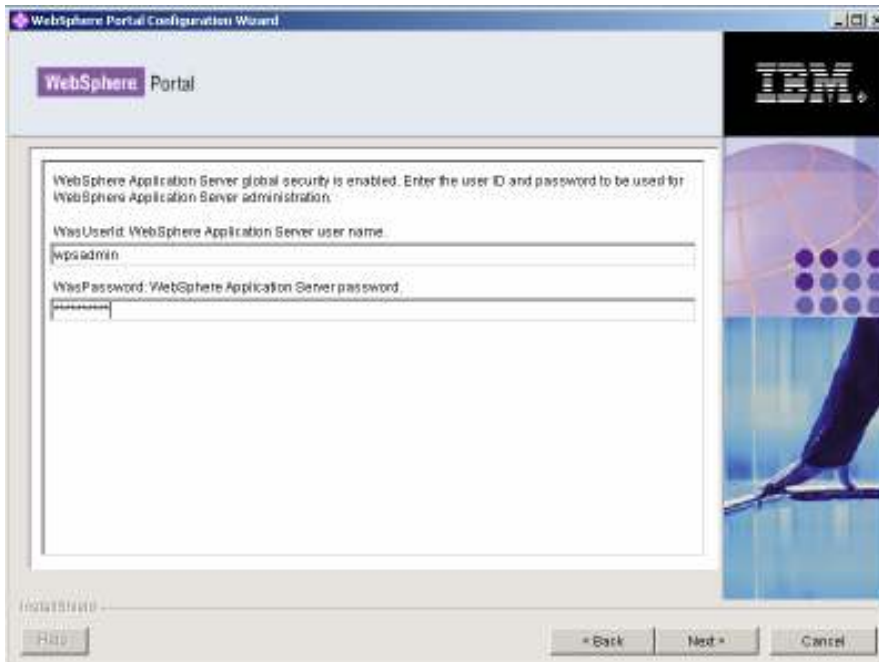 WebSphere Portal Configuration Wizard
WebSphere Portal
IBM.
WebSphere Application Server global security is enabled. Enter the user ID and password to be used for
WebSphere Application Server administration.
WasUserId: WebSphere Application Server user name.
wpsadmin
WasPassword: WebSphere Application Server password.
********
InstallShield
Help
< Back
Next >
Cancel